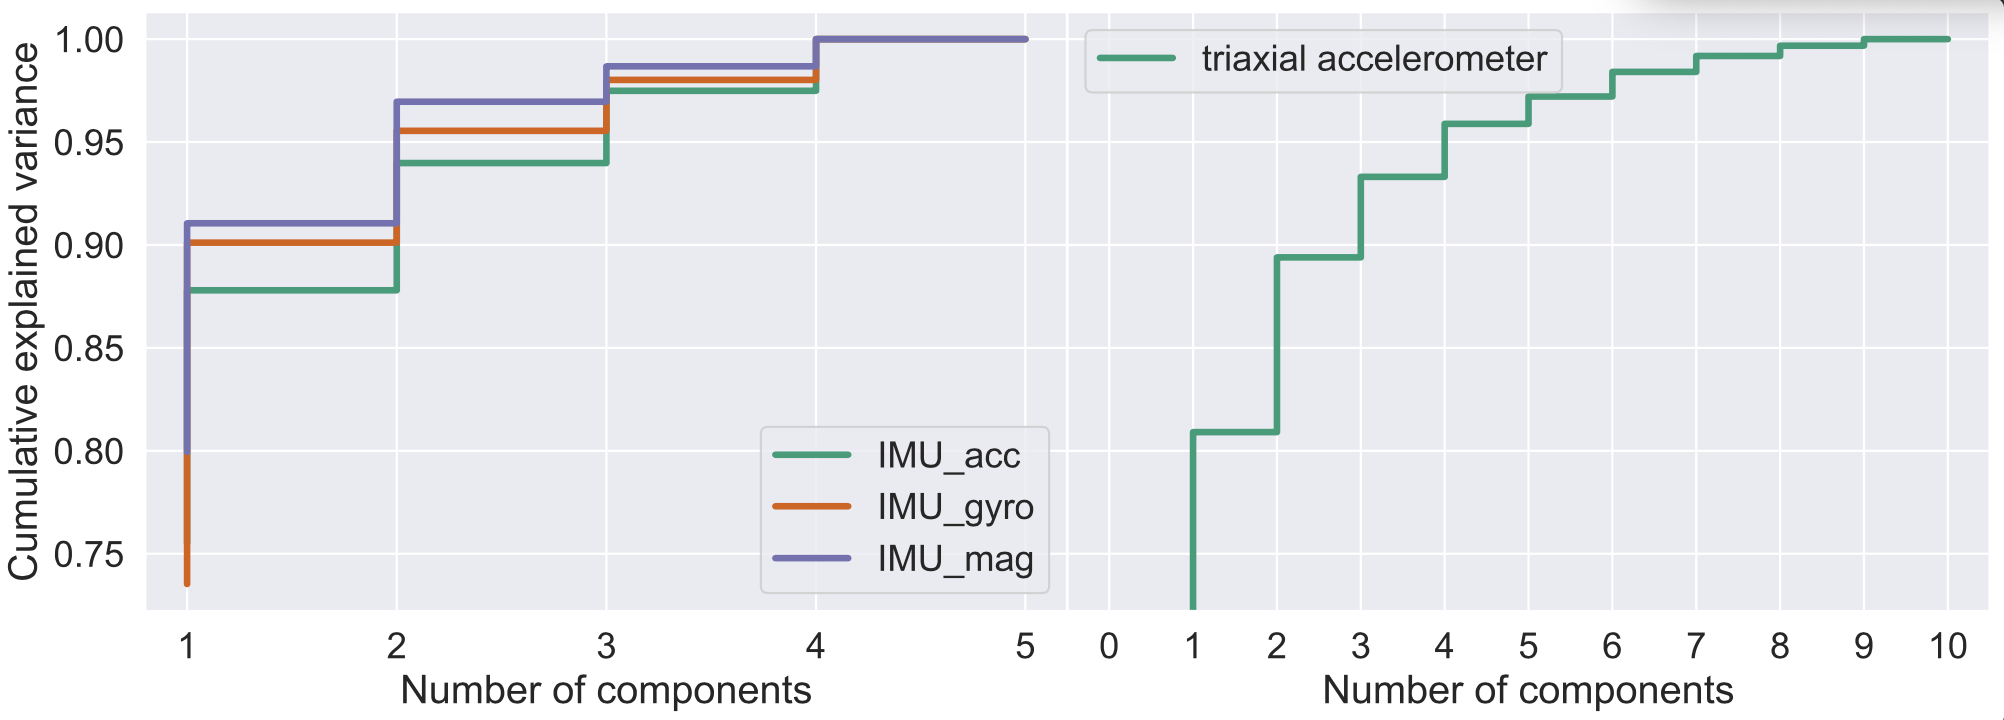 Cumulative explained variance
1.00
0.95
0.90
0.85
0.80
0.75
IMU_acc
IMU_gyro
IMU_mag
1 2 3 4 5
Number of components
triaxial accelerometer
0 1 2 3 4 5 6 7 8 9 10
Number of components